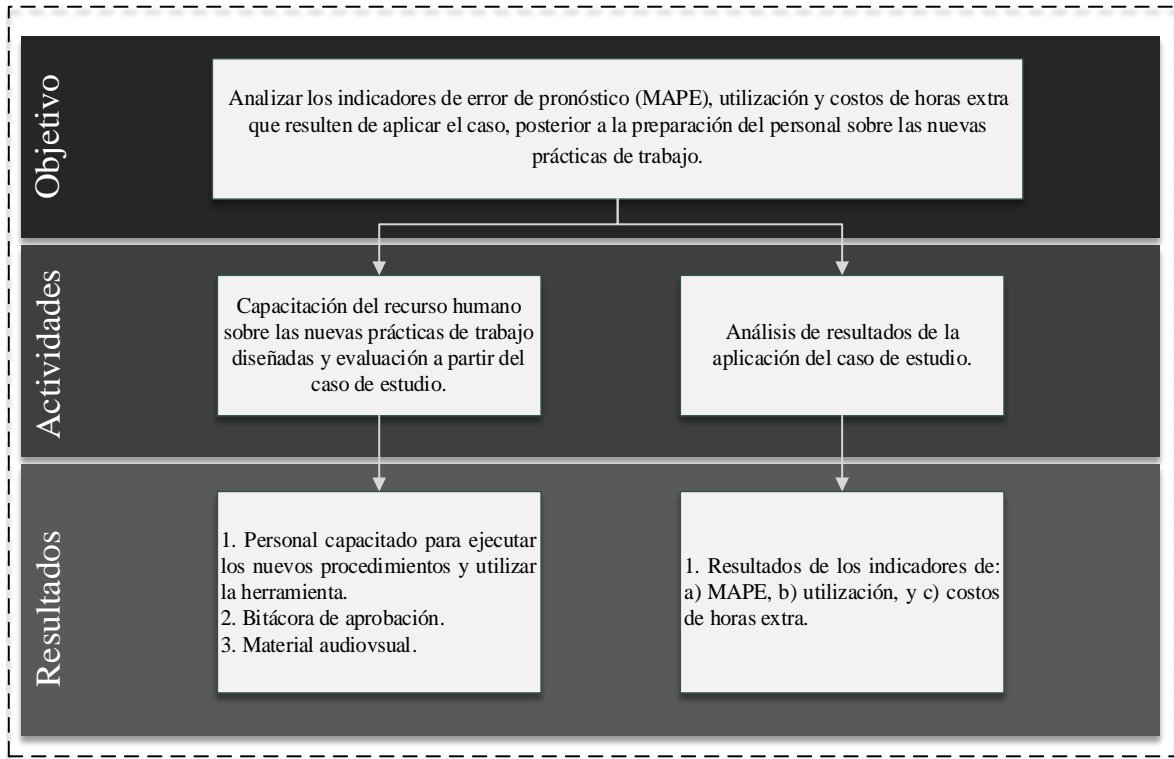 Objetivo
Analizar los indicadores de error de pronóstico (MAPE), utilización y costos de horas extra
que resulten de aplicar el caso, posterior a la preparación del personal sobre las nuevas
prácticas de trabajo.
Actividades
Capacitación del recurso humano
sobre las nuevas prácticas de trabajo
diseñadas y evaluación a partir del
caso de estudio.
Análisis de resultados de la
aplicación del caso de estudio.
Resultados
1. Personal capacitado para ejecutar
los nuevos procedimientos y utilizar
la herramienta.
2. Bitácora de aprobación.
3. Material audiovsual.
1. Resultados de los indicadores de:
a) MAPE, b) utilización, y c) costos
de horas extra.